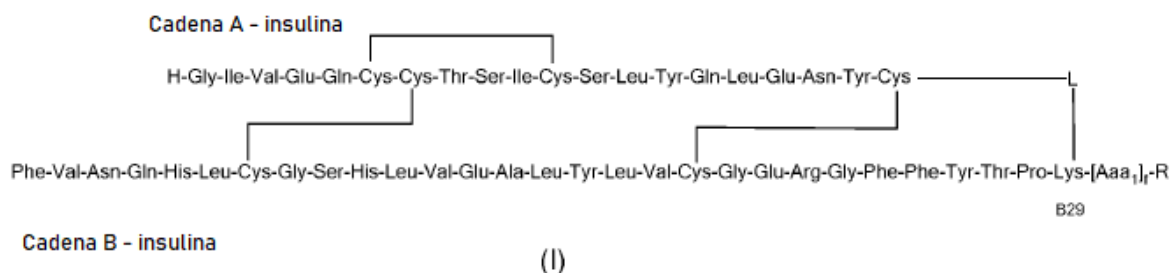 Cadena A - insulina
H-Gly-Ile-Val-Glu-Gln-Cys-Cys-Thr-Ser-Ile-Cys-Ser-Leu-Tyr-Gln-Leu-Glu-Asn-Tyr-Cys L
Phe-Val-Asn-Gln-His-Leu-Cys-Gly-Ser-His-Leu-Val-Glu-Ala-Leu-Tyr-Leu-Val-Cys-Gly-Glu-Arg-Gly-Phe-Phe-Tyr-Thr-Pro-Lys-[Aaa₁]ᵣ-R
B29
Cadena B - insulina
(I)